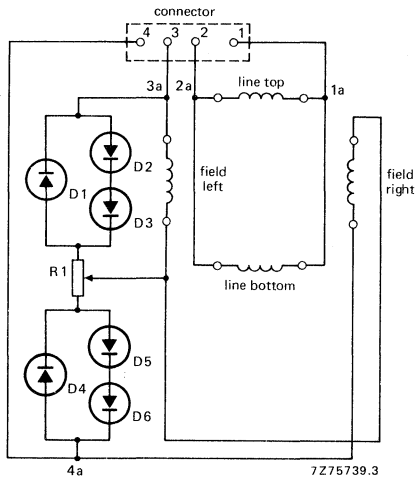 connector
4 3 2 1
3a 2a 1a
line top
D2
D1
D3
field
left
field
right
R1
line bottom
D5
D4
D6
4a
7Z75739.3